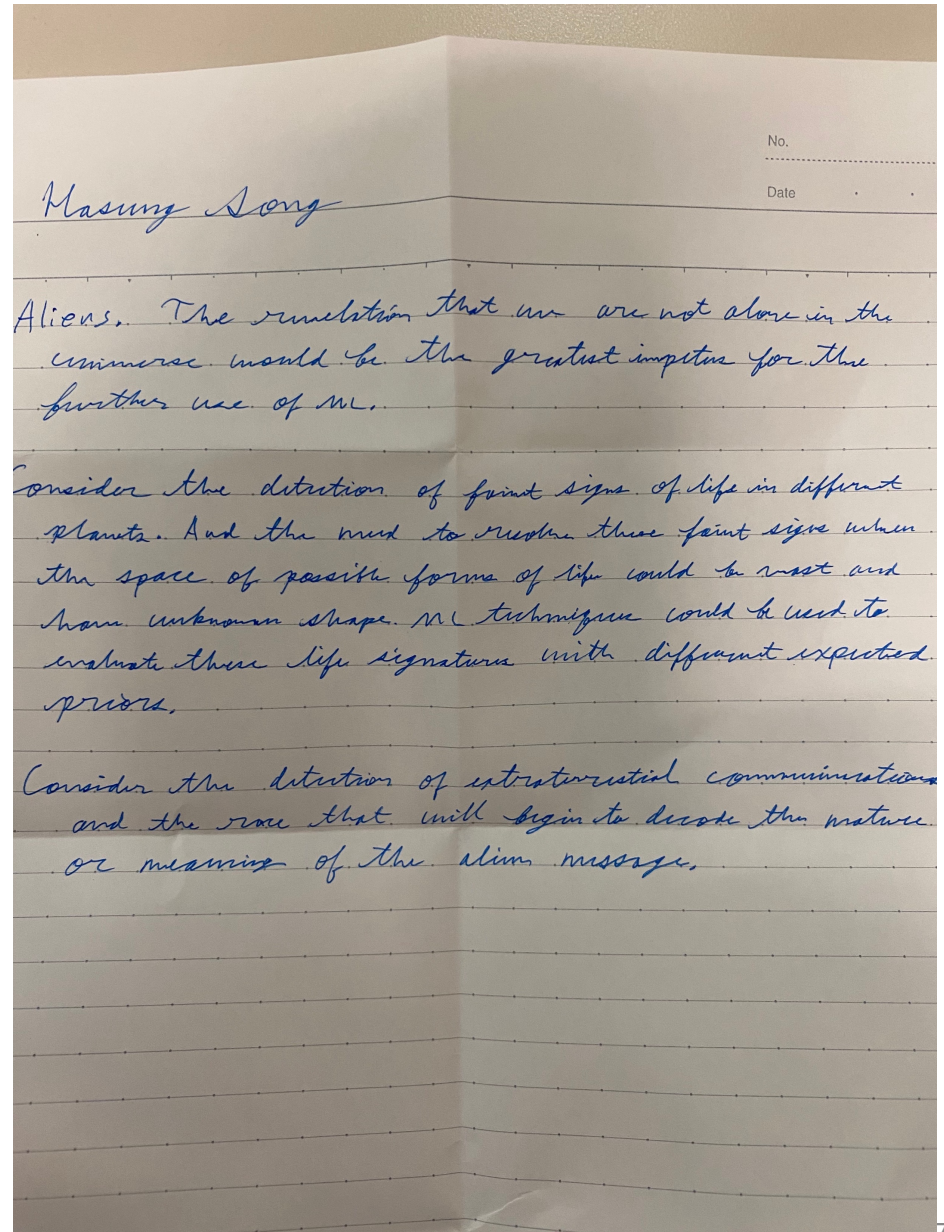 No.
Date
Hasung Song
Aliens. The revelation that we are not alone in the
universe would be the greatest impetus for the
further use of ML.
Consider the detection of faint signs of life in different
planets. And the need to resolve these faint signs when
the space of possible forms of life could be vast and
have unknown shape. ML techniques could be used to
evaluate these life signatures with different expected
priors.
Consider the detection of extraterrestial communications
and the race that will begin to decode the nature
or meaning of the alien message.